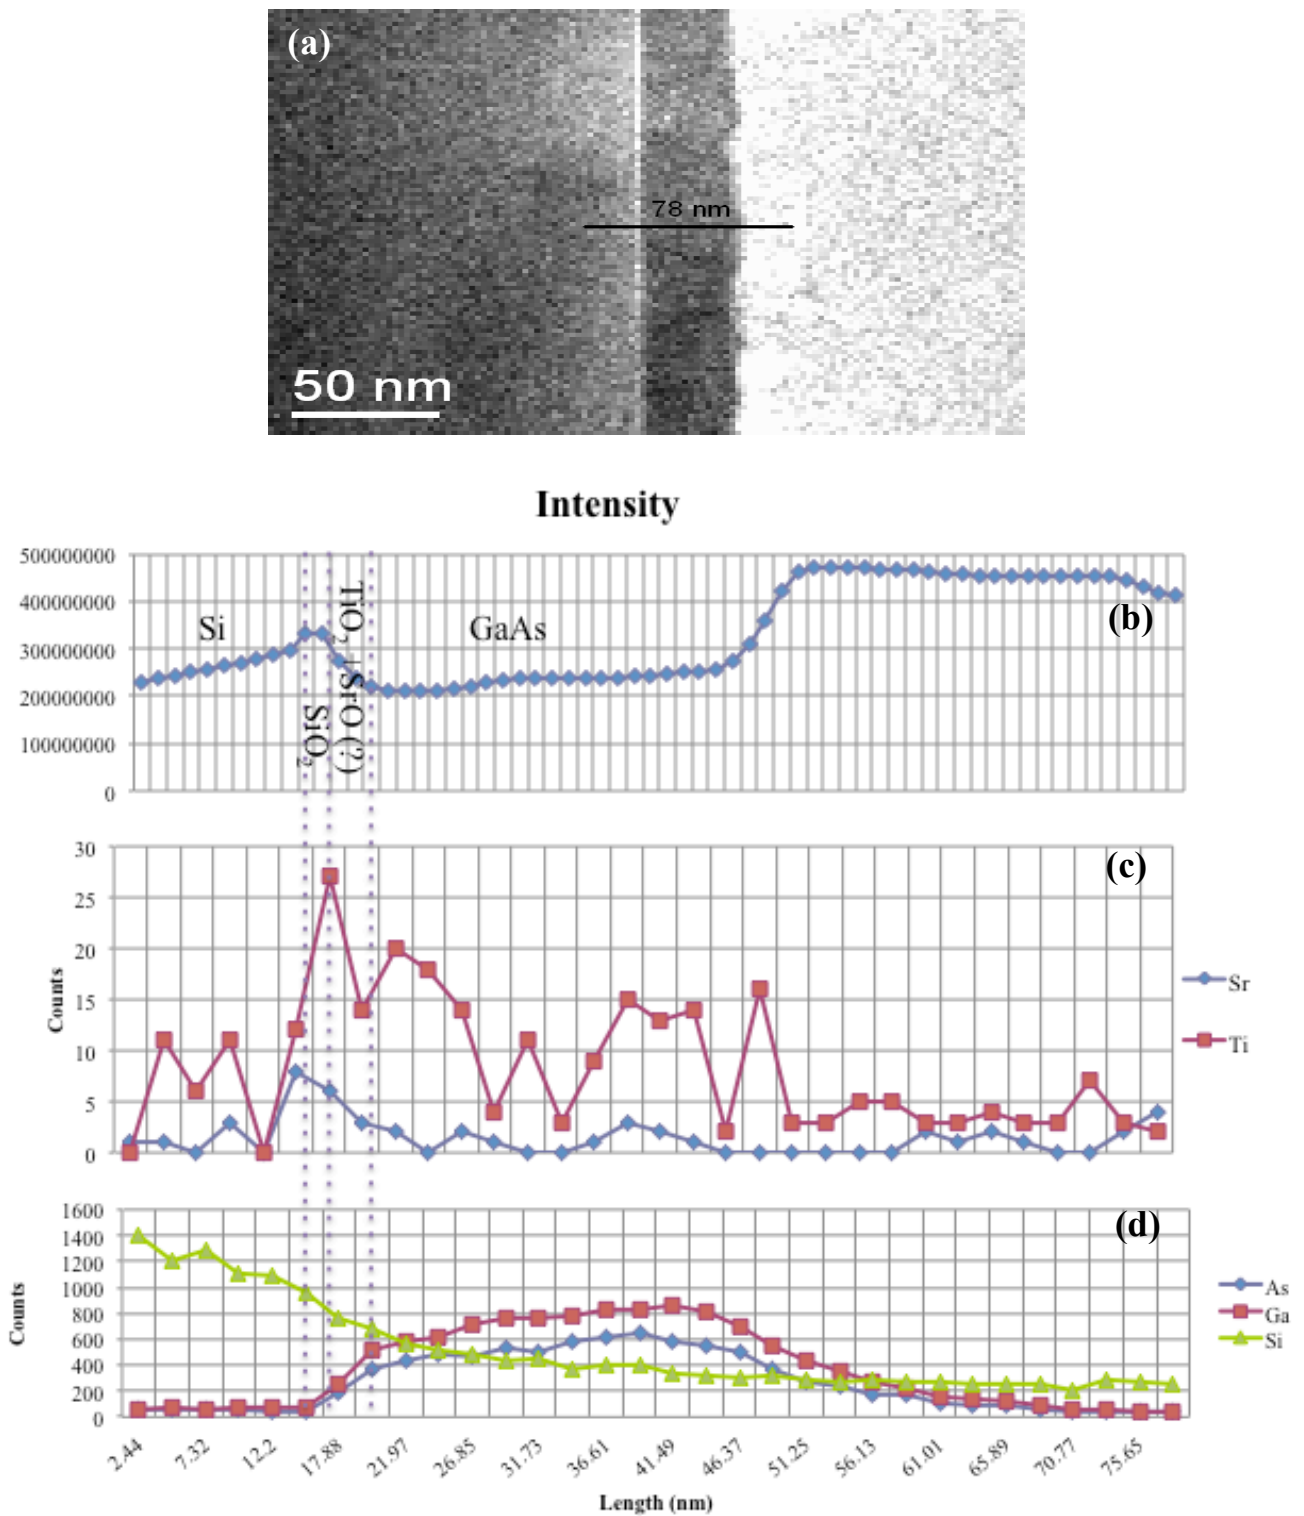 (a)
78 nm
50 nm
Intensity
500000000
400000000
300000000
200000000
100000000
0
Si
SiO2
TiO2 | SrO (?)
GaAs
(b)
30
25
20
15
10
5
0
Counts
(c)
Sr
Ti
1600
1400
1200
1000
800
600
400
200
0
Counts
(d)
As
Ga
Si
2.44
7.32
12.2
17.88
21.97
26.85
31.73
36.61
41.49
46.37
51.25
56.13
61.01
65.89
70.77
75.65
Length (nm)